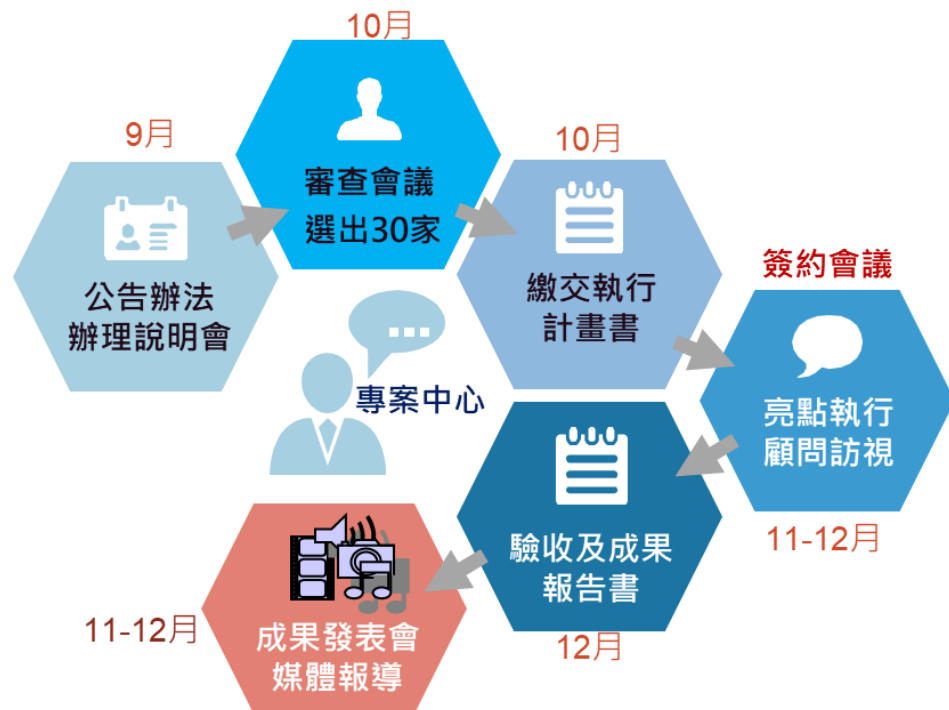 9月
公告辦法
辦理說明會
10月
審查會議
選出30家
10月
繳交執行
計畫書
簽約會議
亮點執行
顧問訪視
11-12月
專案中心
驗收及成果
報告書
12月
11-12月
成果發表會
媒體報導